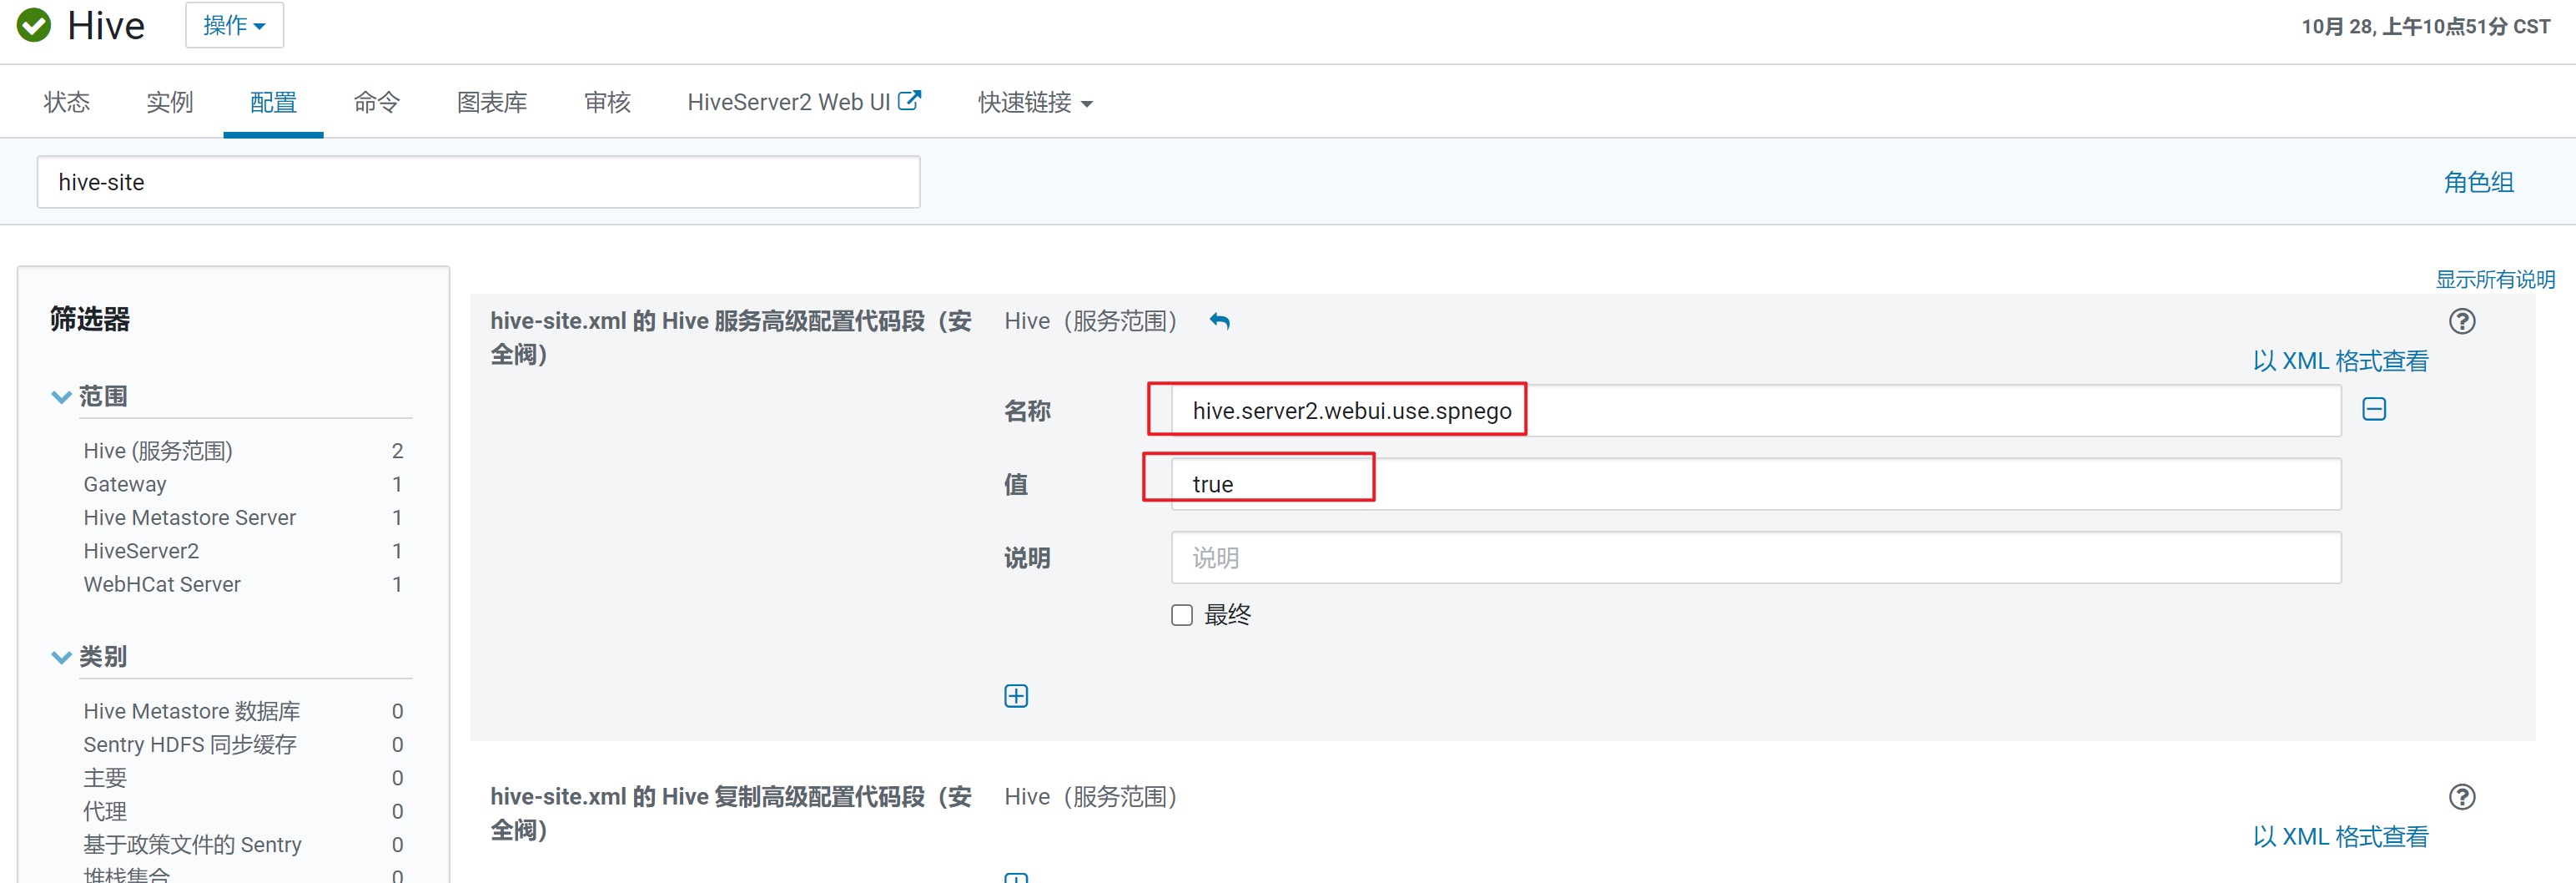 Hive
操作
10月 28, 上午10点51分 CST
状态
实例
配置
命令
图表库
审核
HiveServer2 Web UI
快速链接
hive-site
角色组
显示所有说明
筛选器
范围
Hive (服务范围) 2
Gateway 1
Hive Metastore Server 1
HiveServer2 1
WebHCat Server 1
类别
Hive Metastore 数据库 0
Sentry HDFS 同步缓存 0
主要 0
代理 0
基于政策文件的 Sentry 0
堆栈集合 0
hive-site.xml 的 Hive 服务高级配置代码段（安
全阀）
Hive（服务范围）
以 XML 格式查看
名称
hive.server2.webui.use.spnego
值
true
说明
说明
最终
hive-site.xml 的 Hive 复制高级配置代码段（安
全阀）
Hive（服务范围）
以 XML 格式查看